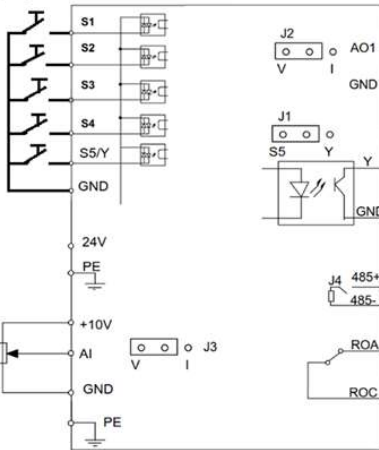 S1
S2
S3
S4
S5/Y
GND
24V
PE
+10V
AI
GND
PE
J2
V I
AO1
GND
J1
S5 Y
Y
GND
J4
485+
485-
J3
V I
ROA
ROC